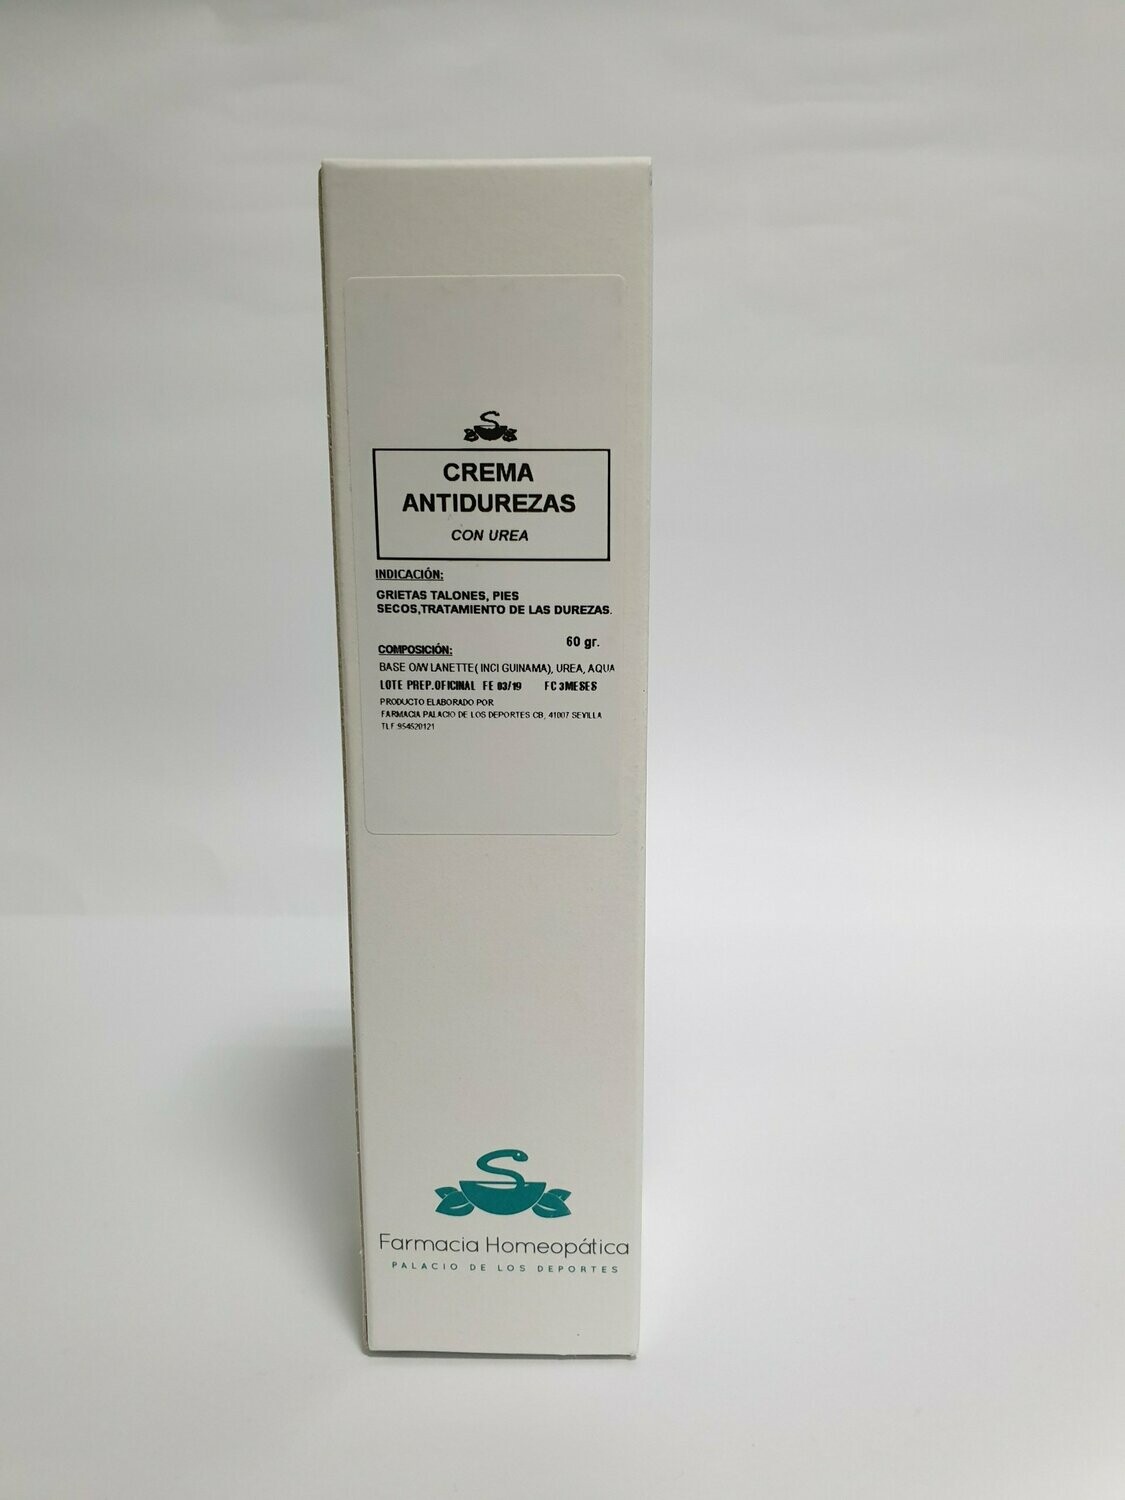 CREMA
ANTIDUREZAS
CON UREA
INDICACIÓN:
GRIETAS TALONES, PIES
SECOS,TRATAMIENTO DE LAS DUREZAS.
60 gr.
COMPOSICIÓN:
BASE O/W LANETTE( INCI GUINAMA), UREA, AQUA
LOTE PREP.OFICINAL FE 03/19 FC 3MESES
PRODUCTO ELABORADO POR
FARMACIA PALACIO DE LOS DEPORTES CB, 41007 SEVILLA
TLF:954520121
Farmacia Homeopática
PALACIO DE LOS DEPORTES